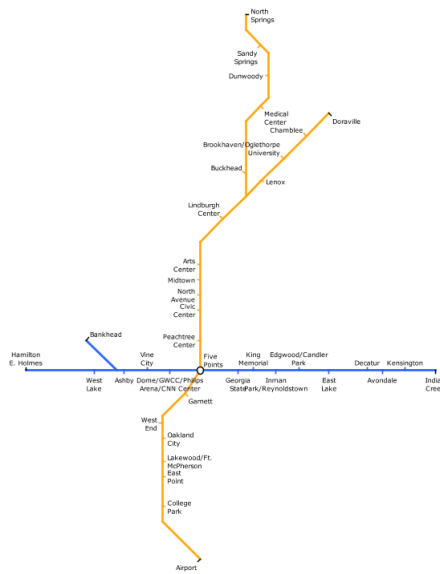 North
Springs
Sandy
Springs
Dunwoody
Medical
Center
Chamblee
Doraville
Brookhaven/Oglethorpe
University
Buckhead
Lenox
Lindburgh
Center
Arts
Center
Midtown
North
Avenue
Civic
Center
Bankhead
Peachtree
Center
Hamilton
E. Holmes
Vine
City
Five
Points
King
Memorial
Edgwood/Candler
Park
Decatur
Kensington
West
Lake
Ashby
Dome/GWCC/Philips
Arena/CNN Center
Georgia
State
Inman
Park/Reynoldstown
East
Lake
Avondale
Indian
Creek
Garnett
West
End
Oakland
City
Lakewood/Ft.
McPherson
East
Point
College
Park
Airport